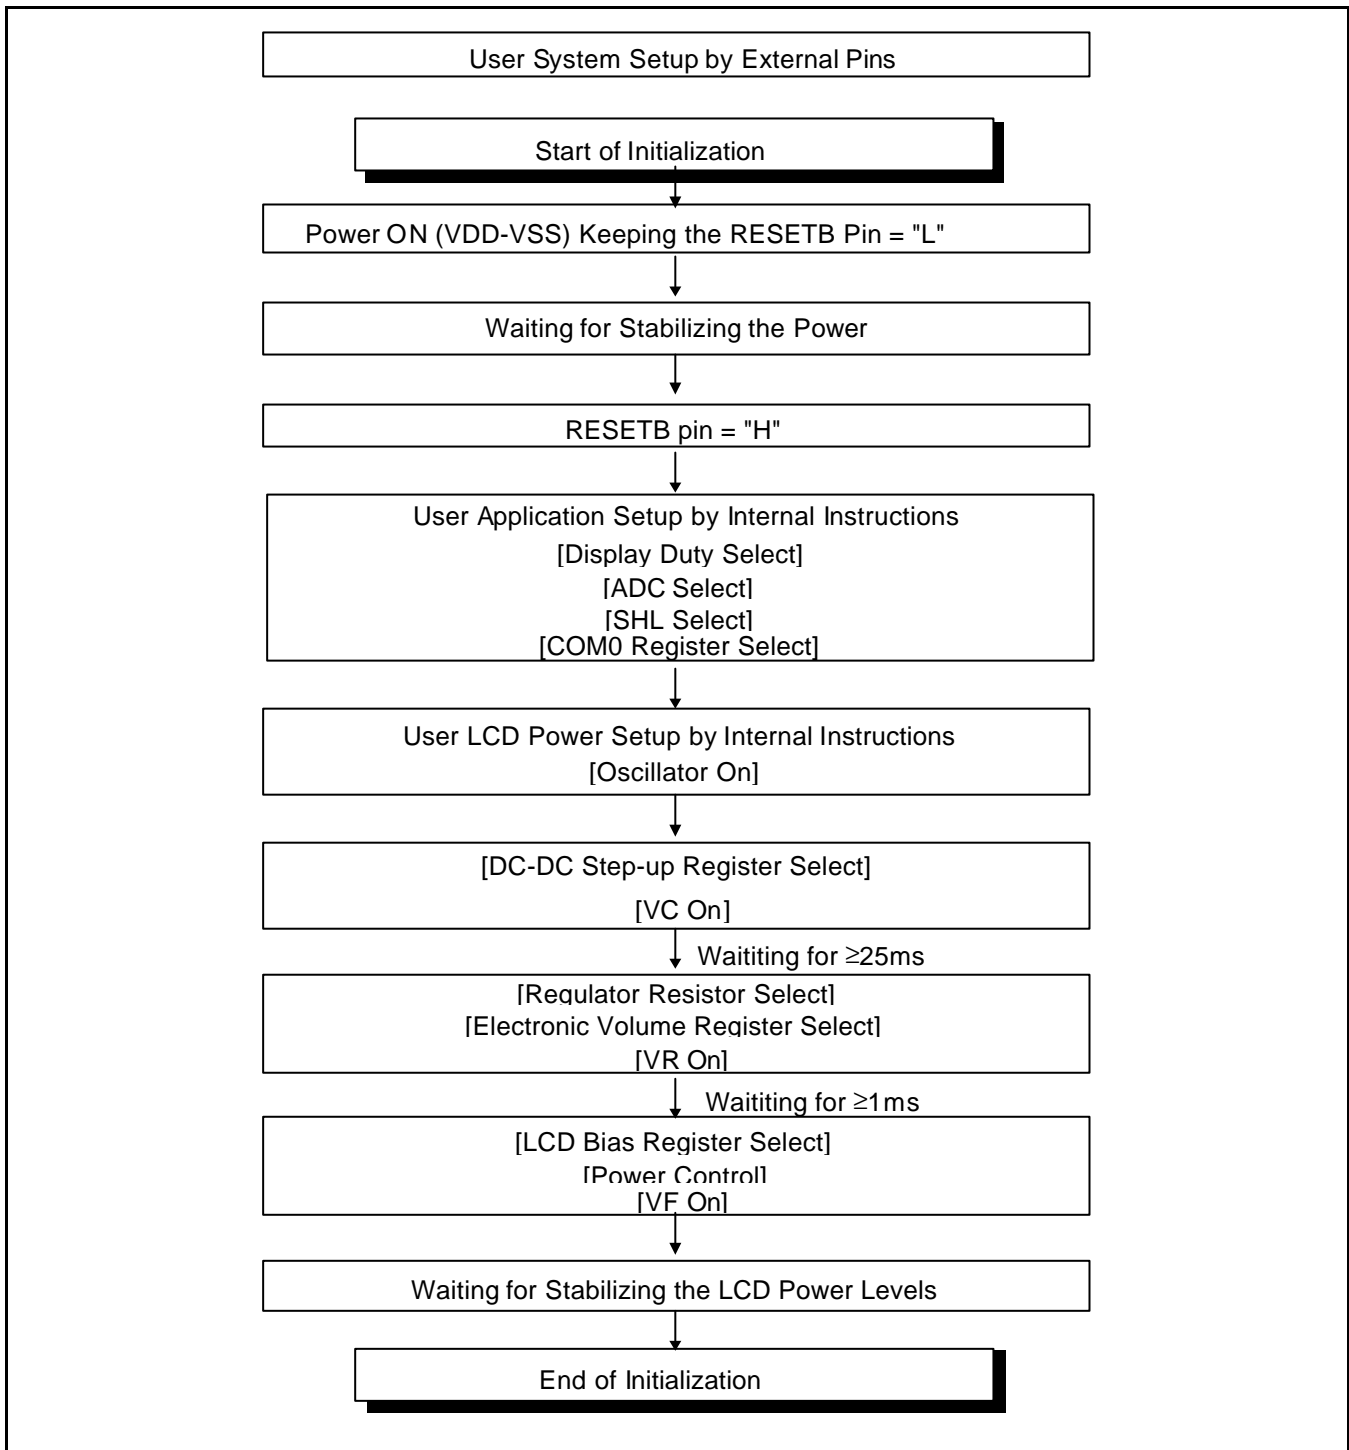 User System Setup by External Pins
Start of Initialization
Power ON (VDD-VSS) Keeping the RESETB Pin = "L"
Waiting for Stabilizing the Power
RESETB pin = "H"
User Application Setup by Internal Instructions
[Display Duty Select]
[ADC Select]
[SHL Select]
[COM0 Register Select]
User LCD Power Setup by Internal Instructions
[Oscillator On]
[DC-DC Step-up Register Select]
[VC On]
Waititing for ≥25ms
[Regulator Resistor Select]
[Electronic Volume Register Select]
[VR On]
Waititing for ≥1ms
[LCD Bias Register Select]
[Power Control]
[VF On]
Waiting for Stabilizing the LCD Power Levels
End of Initialization